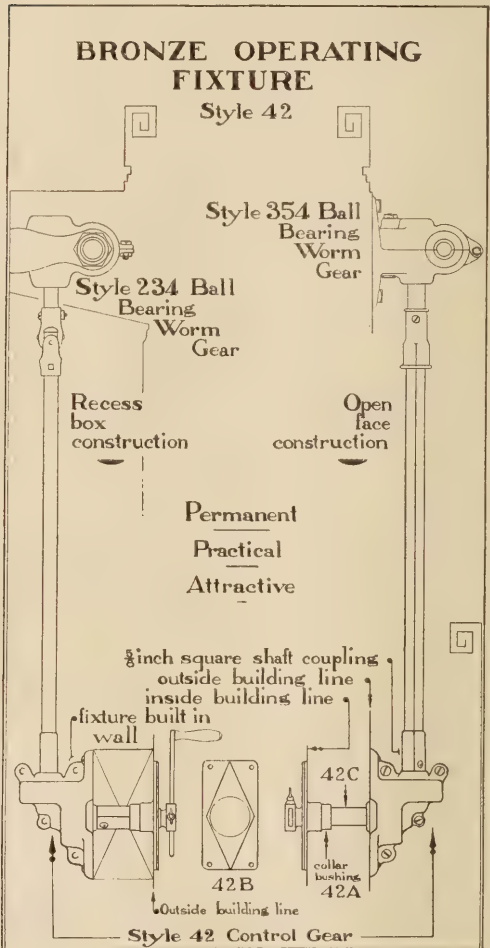 BRONZE OPERATING
FIXTURE
Style 42
Style 354 Ball
Bearing
Worm
Gear
Style 234 Ball
Bearing
Worm
Gear
Recess
box
construction
Open
face
construction
Permanent
Practical
Attractive
inch square shaft coupling
outside building line
inside building line
fixture built in
wall
42C
42B
collar
bushing
42A
Outside building line
Style 42 Control Gear